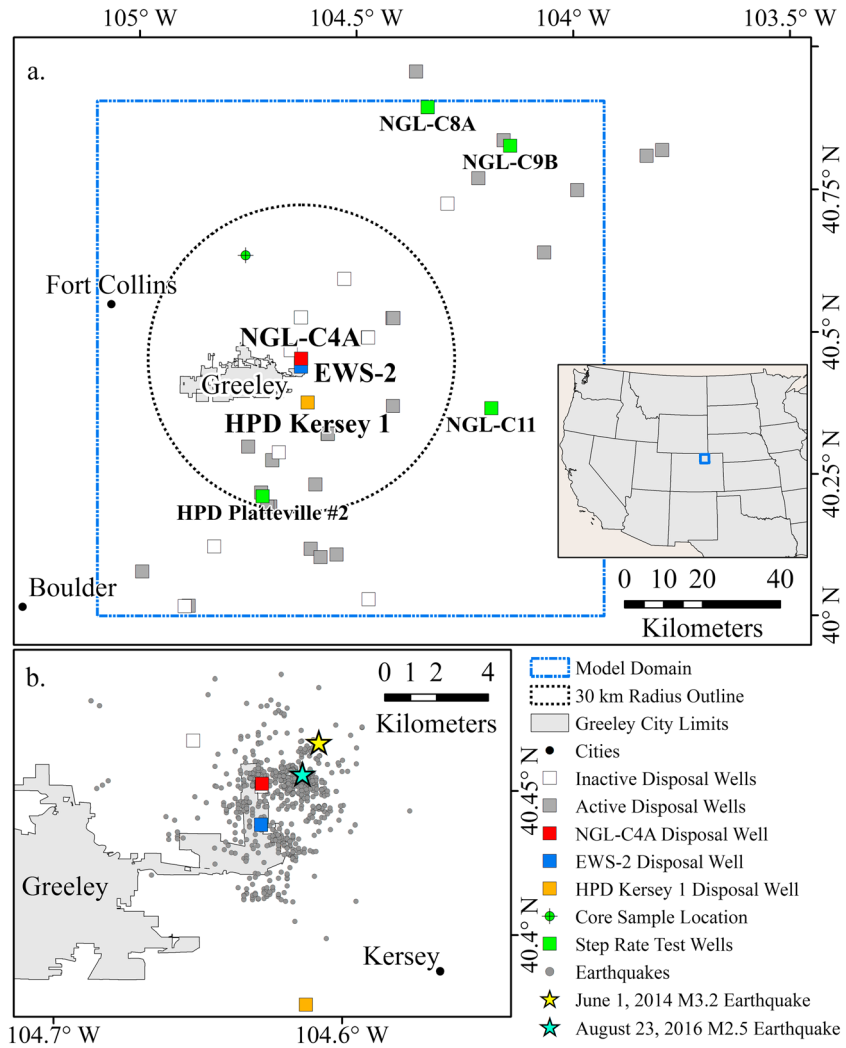 105° W
104.5° W
104° W
103.5° W
a.
NGL-C8A
NGL-C9B
40.75° N
Fort Collins
NGL-C4A
40.5° N
EWS-2
Greeley
HPD Kersey 1
NGL-C11
40.25° N
HPD Platteville #2
Boulder
0 10 20 40
Kilometers
40° N
b.
0 1 2 4
Kilometers
40.45° N
Greeley
40.4° N
Kersey
104.7° W
104.6° W
Model Domain
30 km Radius Outline
Greeley City Limits
Cities
Inactive Disposal Wells
Active Disposal Wells
NGL-C4A Disposal Well
EWS-2 Disposal Well
HPD Kersey 1 Disposal Well
Core Sample Location
Step Rate Test Wells
Earthquakes
June 1, 2014 M3.2 Earthquake
August 23, 2016 M2.5 Earthquake